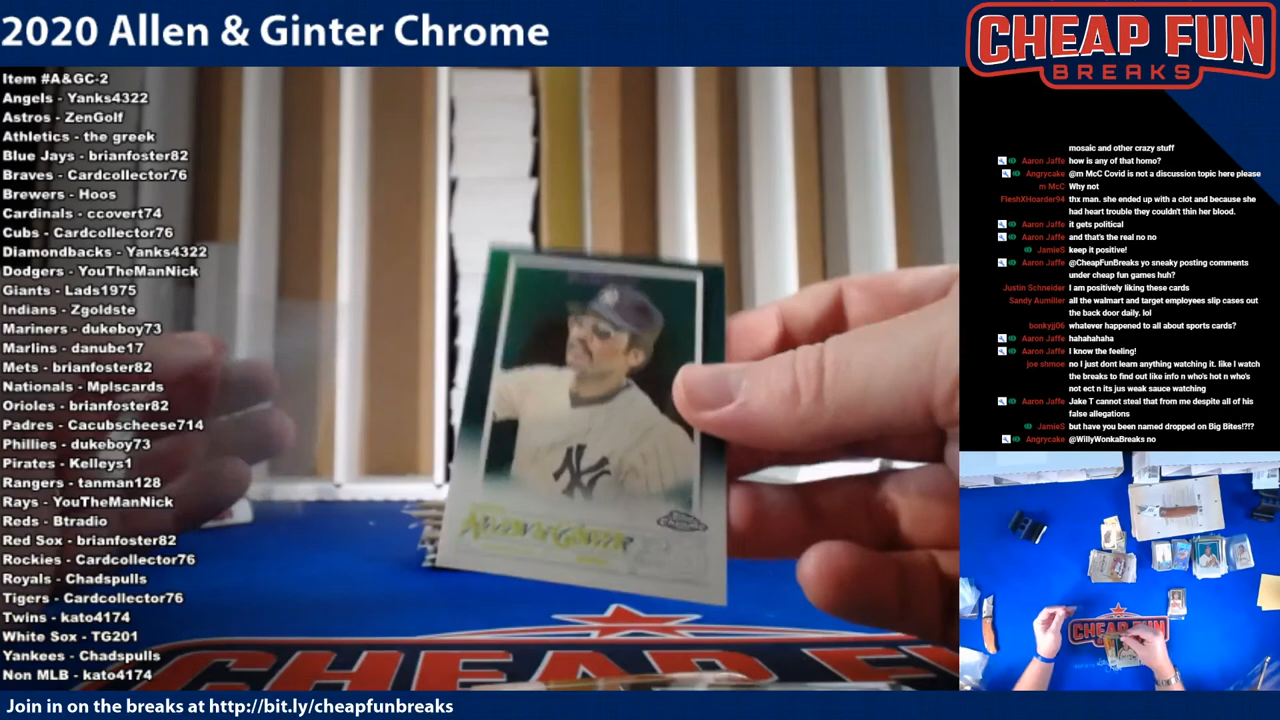 2020 Allen & Ginter Chrome
CHEAP FUN
BREAKS
Item #A&GC-2
Angels - Yanks4322
Astros - ZenGolf
Athletics - the greek
Blue Jays - brianfoster82
Braves - Cardcollector76
Brewers - Hoos
Cardinals - ccovert74
Cubs - Cardcollector76
Diamondbacks - Yanks4322
Dodgers - YouTheManNick
Giants - Lads1975
Indians - Zgoldste
Mariners - dukeboy73
Marlins - danube17
Mets - brianfoster82
Nationals - Mplscards
Orioles - brianfoster82
Padres - Cacubscheese714
Phillies - dukeboy73
Pirates - Kelleys1
Rangers - tanman128
Rays - YouTheManNick
Reds - Btradio
Red Sox - brianfoster82
Rockies - Cardcollector76
Royals - Chadspulls
Tigers - Cardcollector76
Twins - kato4174
White Sox - TG201
Yankees - Chadspulls
Non MLB - kato4174
NY
Allen & Ginter
CHEAP FUN
mosaic and other crazy stuff
Aaron Jaffe how is any of that homo?
Angrycake @m McC Covid is not a discussion topic here please
m McC Why not
FleshXHoarder94 thx man. she ended up with a clot and because she
had heart trouble they couldn't thin her blood.
Aaron Jaffe it gets political
Aaron Jaffe and that's the real no no
JamieS keep it positive!
Aaron Jaffe @CheapFunBreaks yo sneaky posting comments
under cheap fun games huh?
Justin Schneider I am positively liking these cards
Sandy Aumiller all the walmart and target employees slip cases out
the back door daily. lol
bonkyjj06 whatever happened to all about sports cards?
Aaron Jaffe hahahahaha
Aaron Jaffe I know the feeling!
joe shmoe no I just dont learn anything watching it. like I watch
the breaks to find out like info n who's hot n who's
not ect n its jus weak sauce watching
Aaron Jaffe Jake T cannot steal that from me despite all of his
false allegations
JamieS but have you been named dropped on Big Bites!?!?
Angrycake @WillyWonkaBreaks no
CHEAP FUN
Join in on the breaks at http://bit.ly/cheapfunbreaks